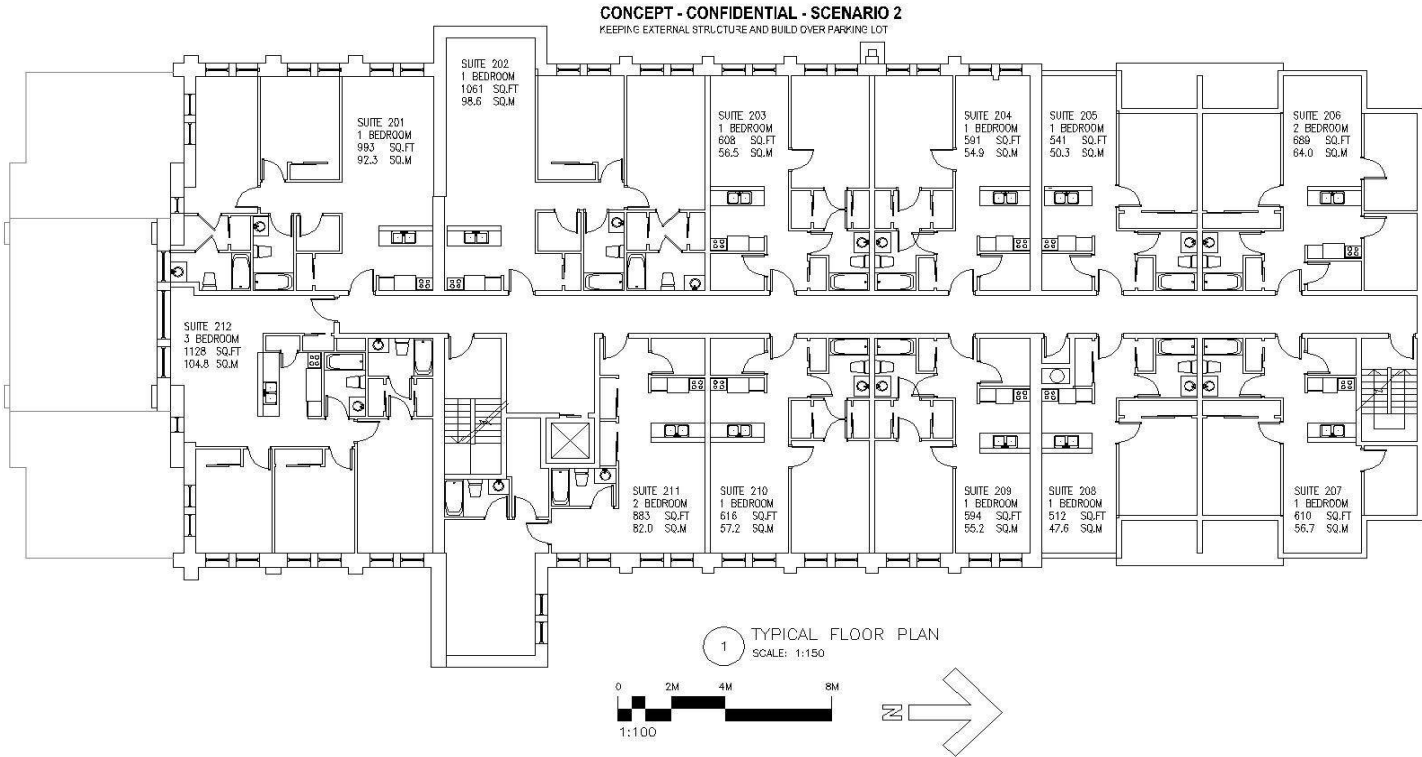 CONCEPT - CONFIDENTIAL - SCENARIO 2
KEEPING EXTERNAL STRUCTURE AND BUILD OVER PARKING LOT
SUITE 201
1 BEDROOM
993 SQ.FT
92.3 SQ.M
SUITE 202
1 BEDROOM
1061 SQ.FT
98.6 SQ.M
SUITE 203
1 BEDROOM
608 SQ.FT
56.5 SQ.M
SUITE 204
1 BEDROOM
591 SQ.FT
54.9 SQ.M
SUITE 205
1 BEDROOM
541 SQ.FT
50.3 SQ.M
SUITE 206
2 BEDROOM
689 SQ.FT
64.0 SQ.M
SUITE 212
3 BEDROOM
1128 SQ.FT
104.8 SQ.M
SUITE 211
2 BEDROOM
883 SQ.FT
82.0 SQ.M
SUITE 210
1 BEDROOM
616 SQ.FT
57.2 SQ.M
SUITE 209
1 BEDROOM
594 SQ.FT
55.2 SQ.M
SUITE 208
1 BEDROOM
512 SQ.FT
47.6 SQ.M
SUITE 207
1 BEDROOM
610 SQ.FT
56.7 SQ.M
1
TYPICAL FLOOR PLAN
SCALE: 1:150
0 2M 4M 8M
1:100
N